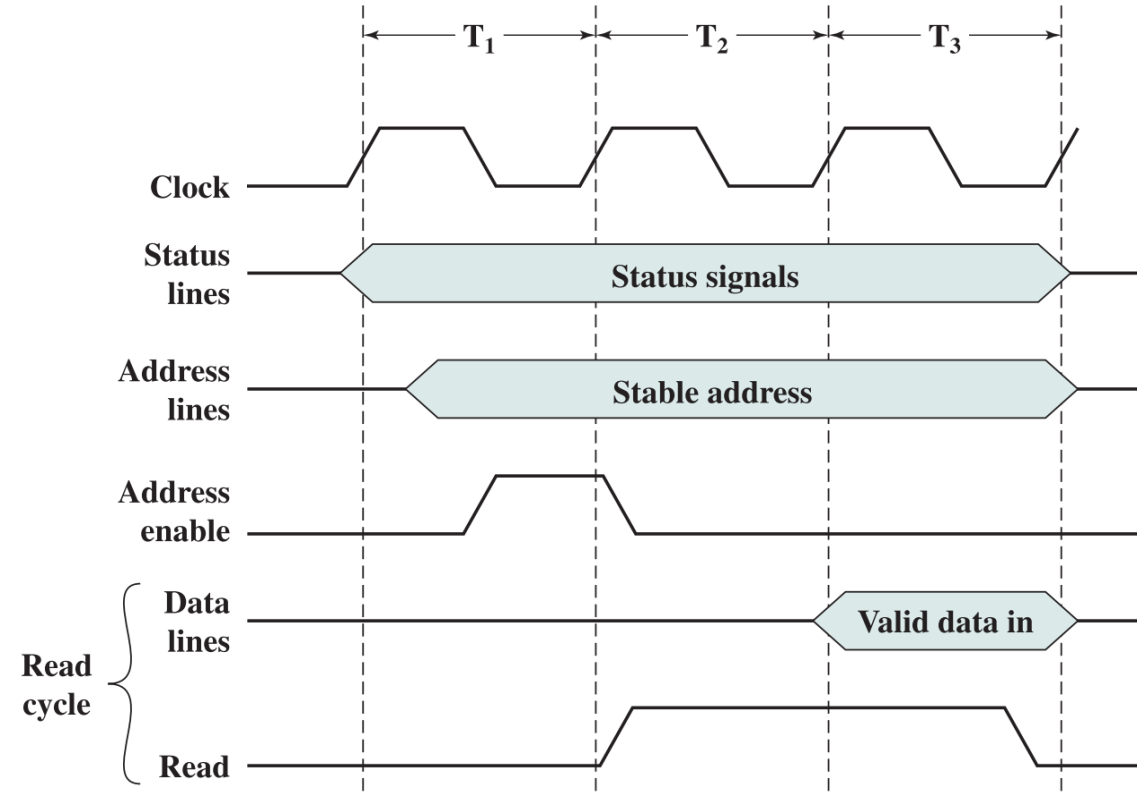 T₁ T₂ T₃
Clock
Status
lines
Status signals
Address
lines
Stable address
Address
enable
Data
lines
Valid data in
Read
cycle
Read